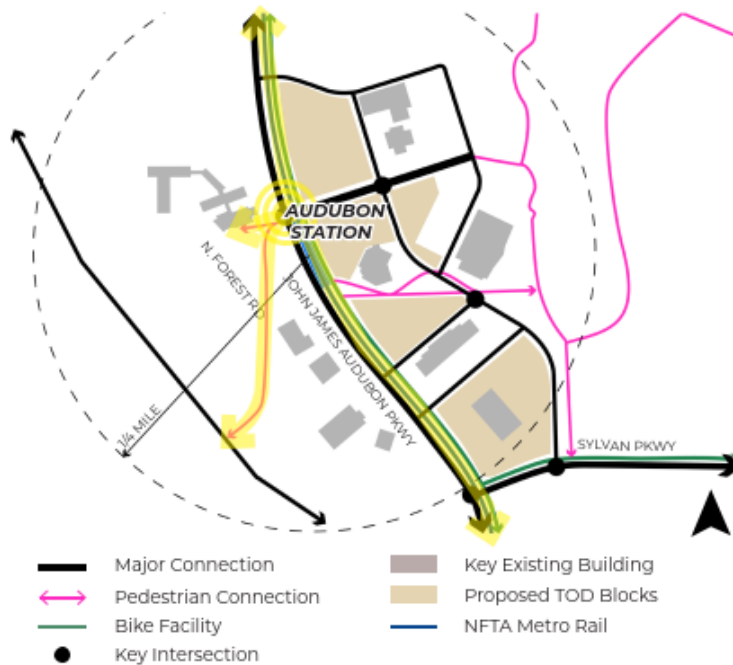 AUDUBON
STATION
N. FOREST RD
JOHN JAMES AUDUBON PKWY
1/4 MILE
SYLVAN PKWY
Major Connection
Pedestrian Connection
Bike Facility
Key Intersection
Key Existing Building
Proposed TOD Blocks
NFTA Metro Rail